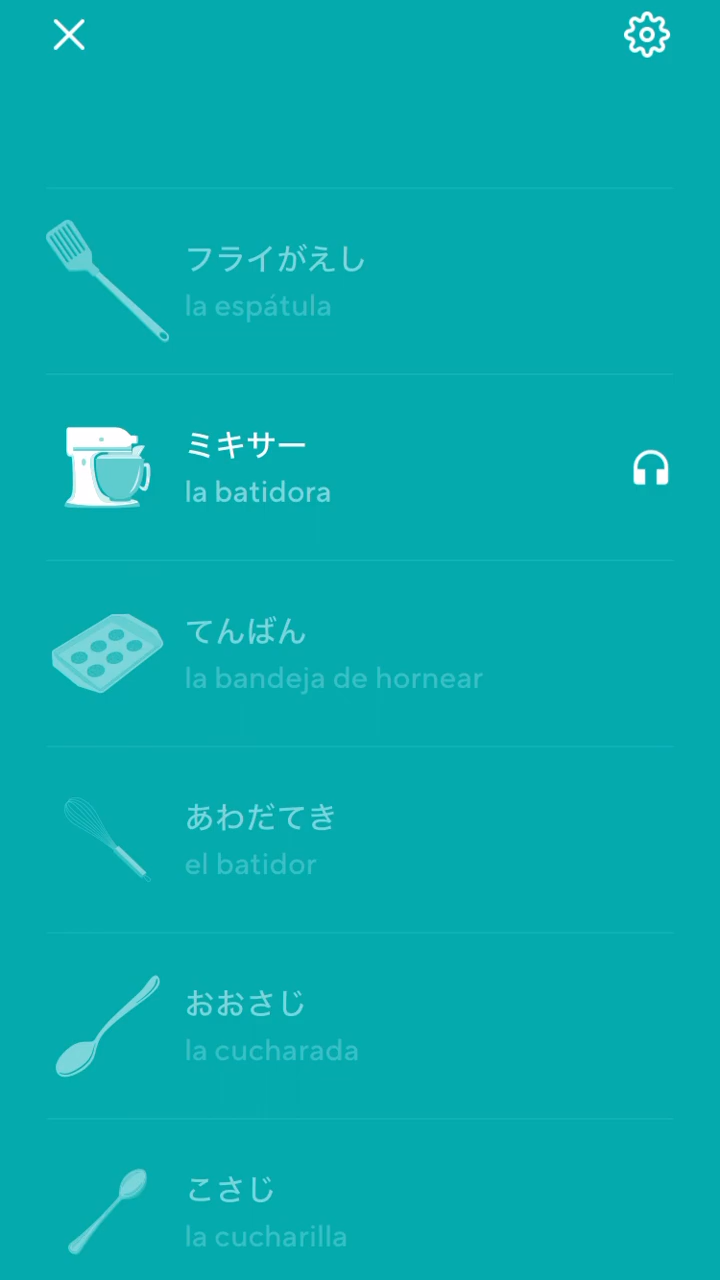 フライがえし
la espátula
ミキサー
la batidora
てんばん
la bandeja de hornear
あわだてき
el batidor
おおさじ
la cucharada
こさじ
la cucharilla